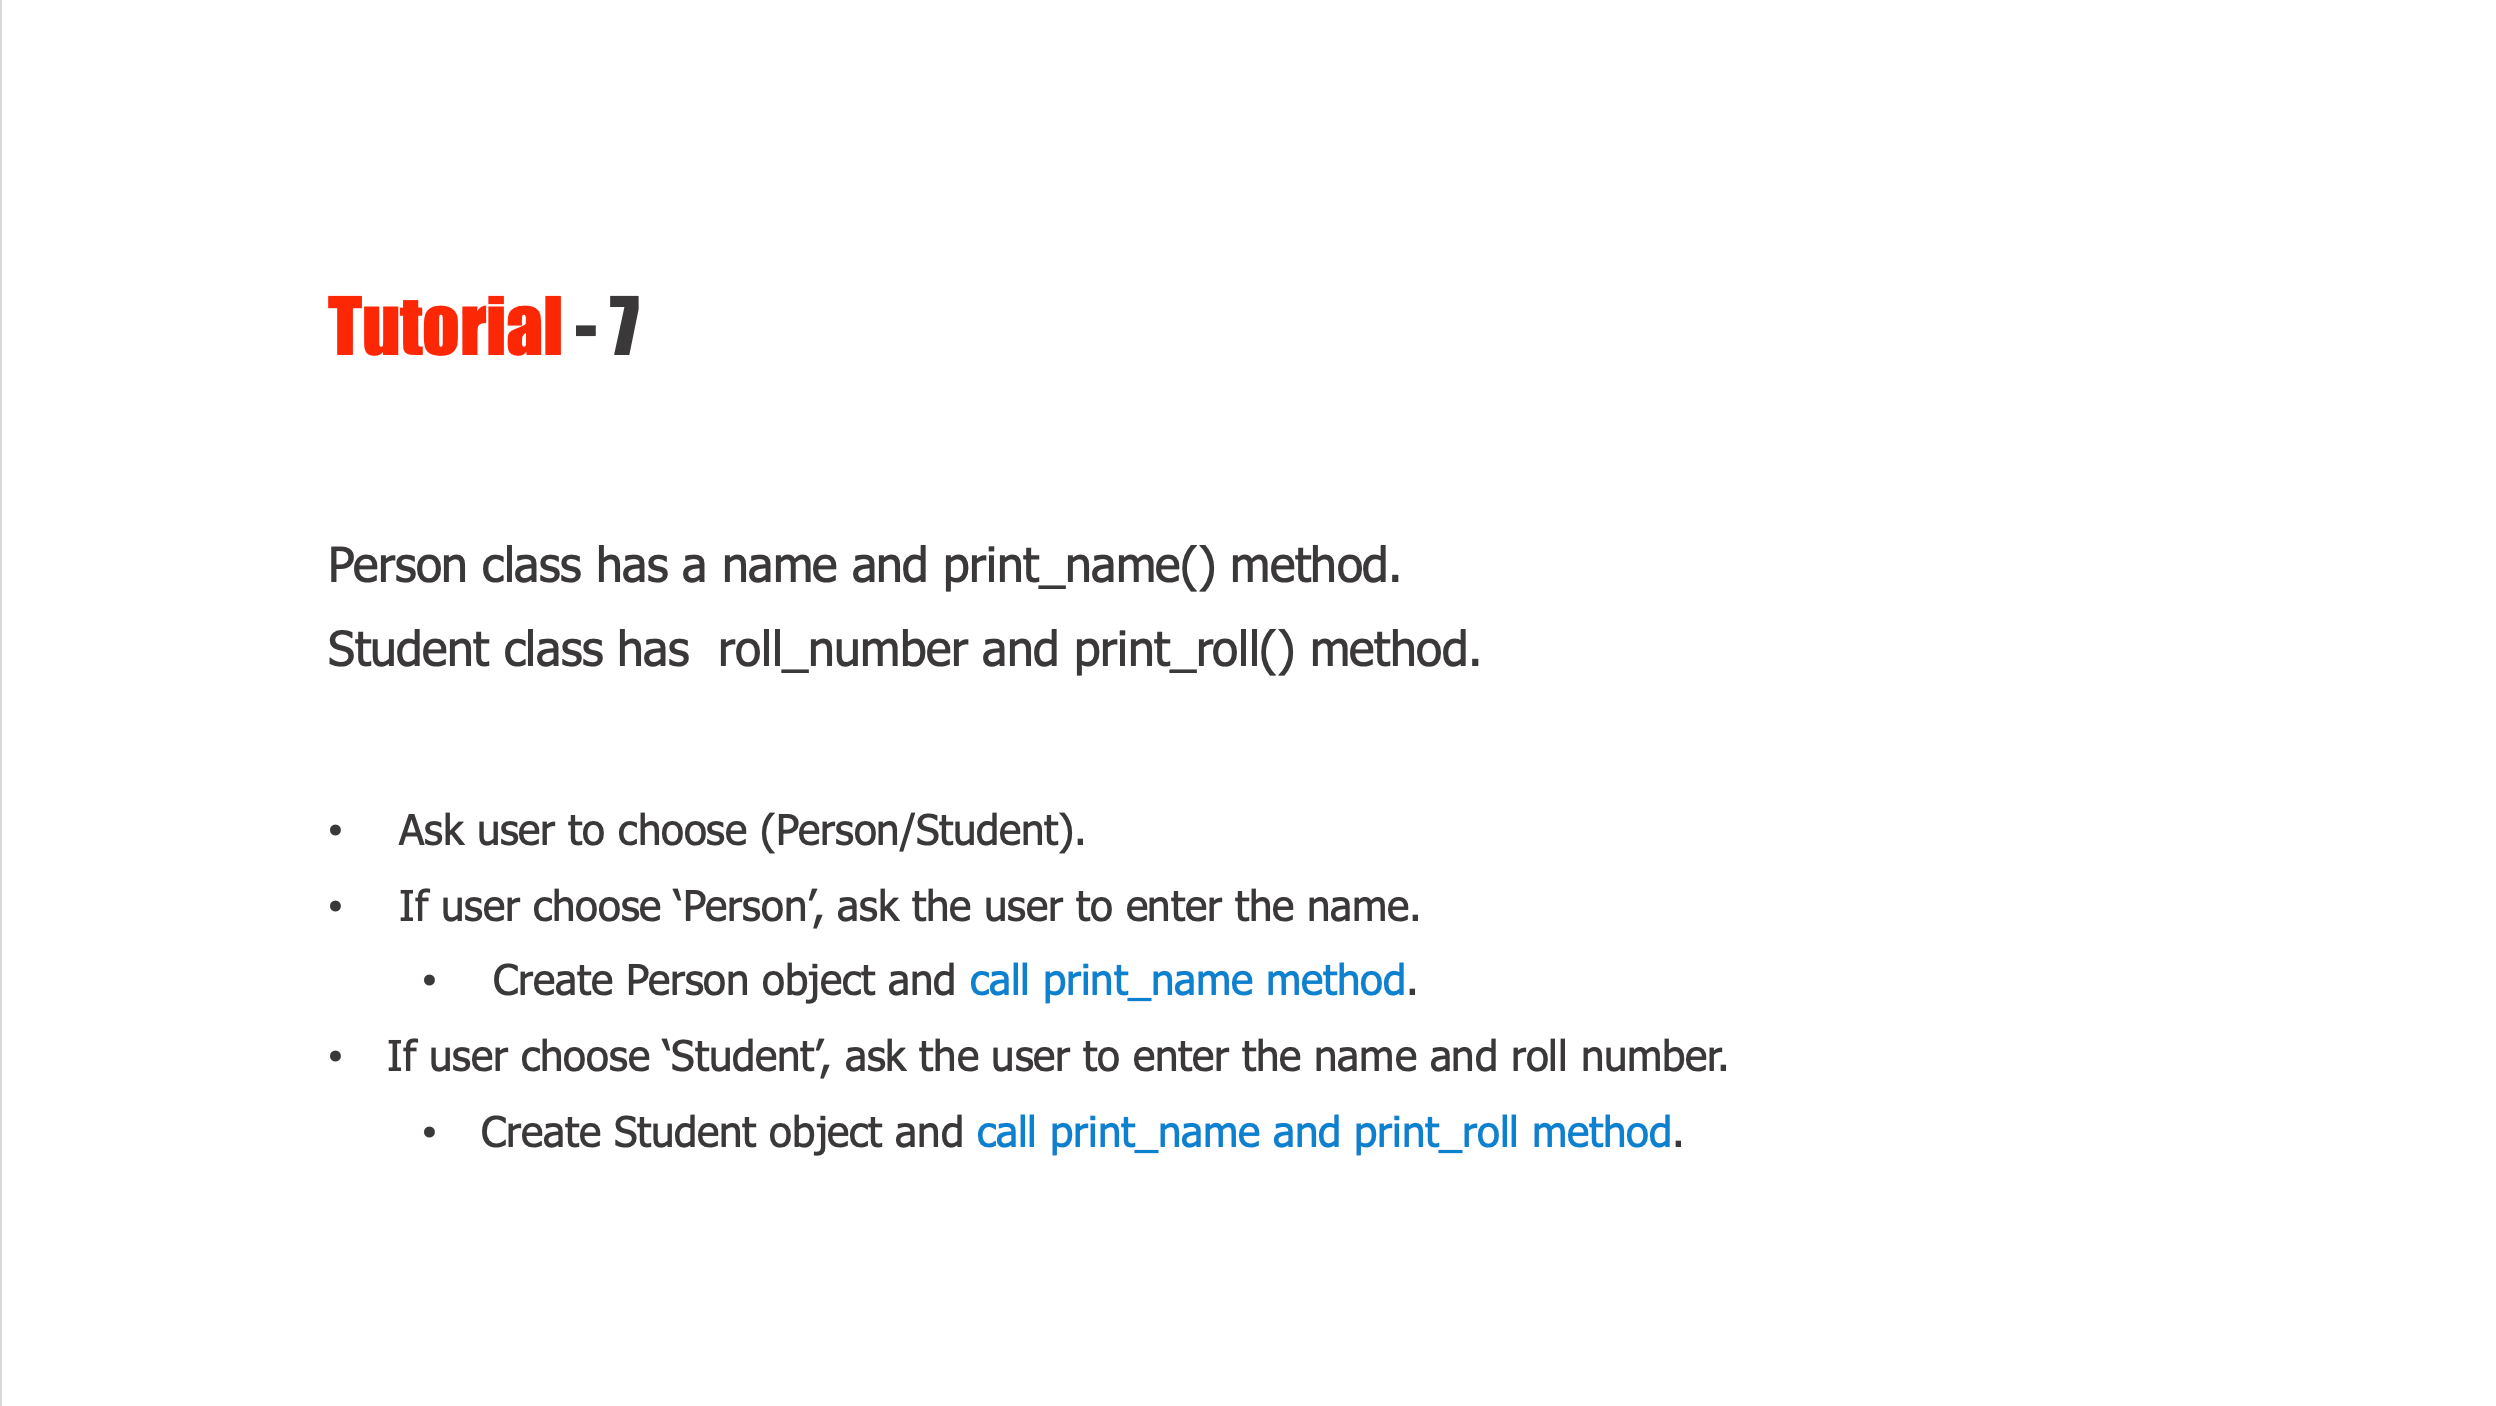 Tutorial - 7
Person class has a name and print_name() method.
Student class has  roll_number and print_roll() method.
• Ask user to choose (Person/Student).
• If user choose ‘Person’, ask the user to enter the name.
• Create Person object and call print_name method.
• If user choose ‘Student’, ask the user to enter the name and roll number.
• Create Student object and call print_name and print_roll method.